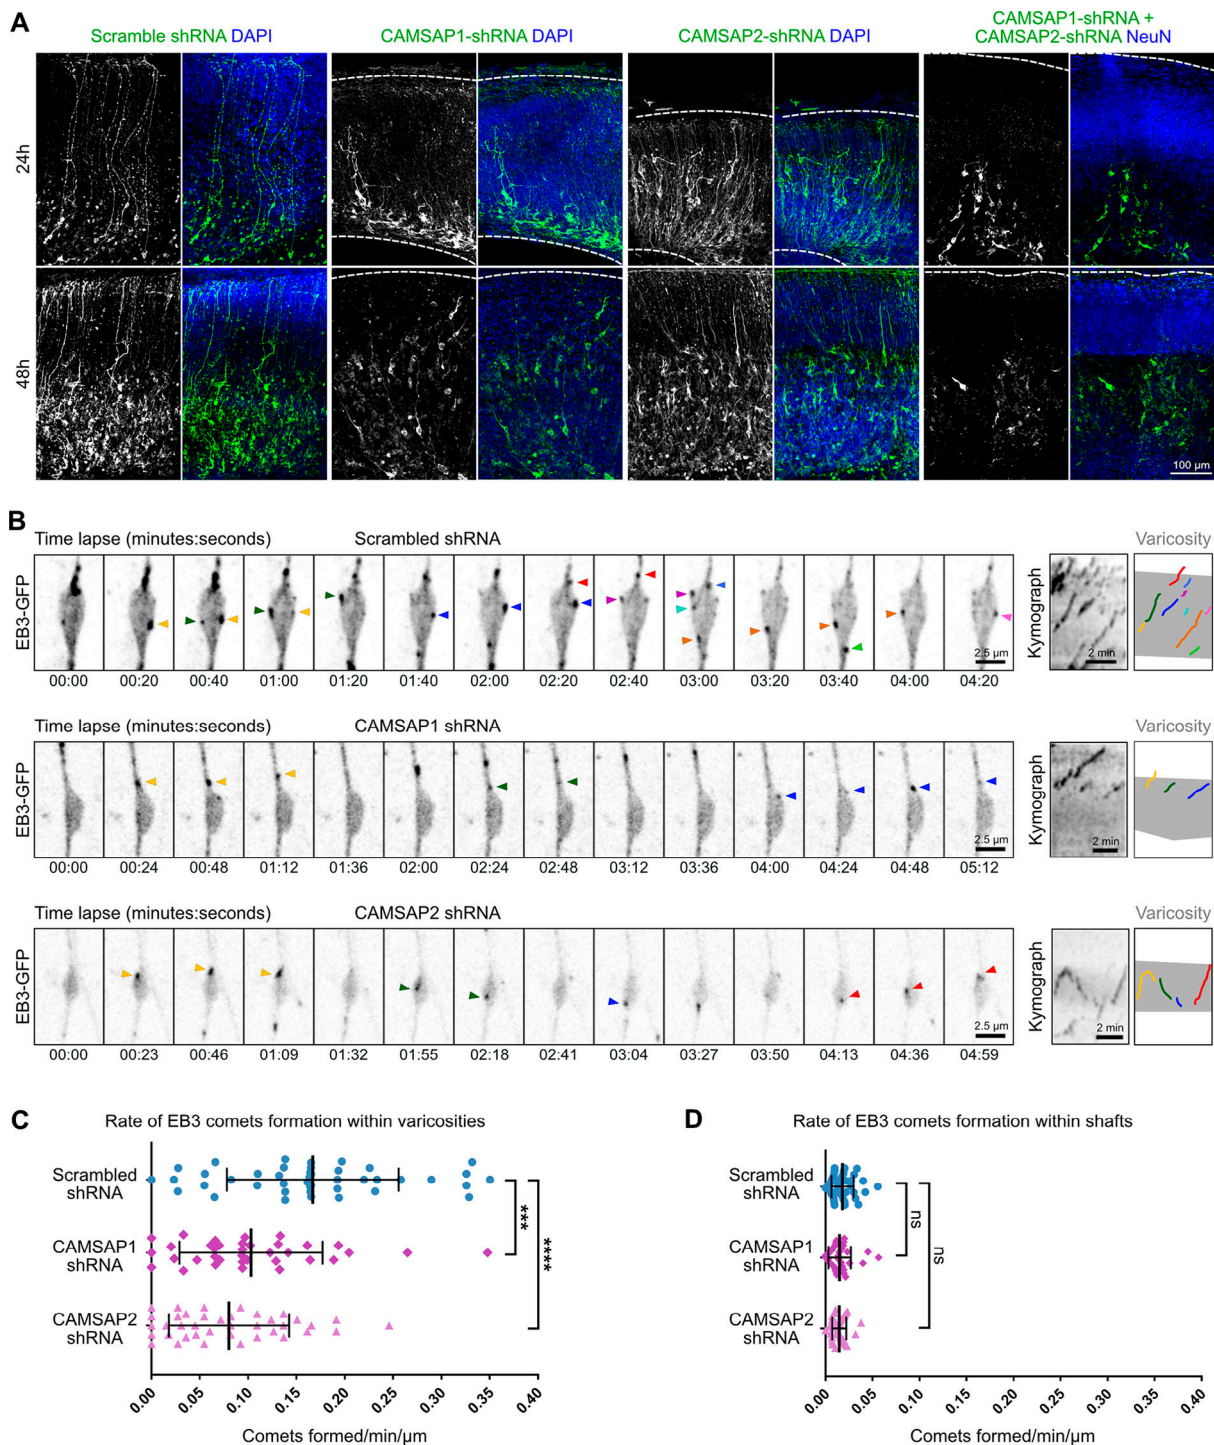 A
Scramble shRNA DAPI
CAMSAP1-shRNA DAPI
CAMSAP2-shRNA DAPI
CAMSAP1-shRNA +
CAMSAP2-shRNA NeuN
24h
48h
100 µm
B
Time lapse (minutes:seconds)
Scrambled shRNA
Varicosity
EB3-GFP
2.5 µm
Kymograph
2 min
00:00 00:20 00:40 01:00 01:20 01:40 02:00 02:20 02:40 03:00 03:20 03:40 04:00 04:20
Time lapse (minutes:seconds)
CAMSAP1 shRNA
Varicosity
EB3-GFP
2.5 µm
Kymograph
2 min
00:00 00:24 00:48 01:12 01:36 02:00 02:24 02:48 03:12 03:36 04:00 04:24 04:48 05:12
Time lapse (minutes:seconds)
CAMSAP2 shRNA
Varicosity
EB3-GFP
2.5 µm
Kymograph
2 min
00:00 00:23 00:46 01:09 01:32 01:55 02:18 02:41 03:04 03:27 03:50 04:13 04:36 04:59
C
Rate of EB3 comets formation within varicosities
Scrambled
shRNA
CAMSAP1
shRNA
CAMSAP2
shRNA
***
****
0.00 0.05 0.10 0.15 0.20 0.25 0.30 0.35 0.40
Comets formed/min/µm
D
Rate of EB3 comets formation within shafts
Scrambled
shRNA
CAMSAP1
shRNA
CAMSAP2
shRNA
ns
ns
0.00 0.05 0.10 0.15 0.20 0.25 0.30 0.35 0.40
Comets formed/min/µm